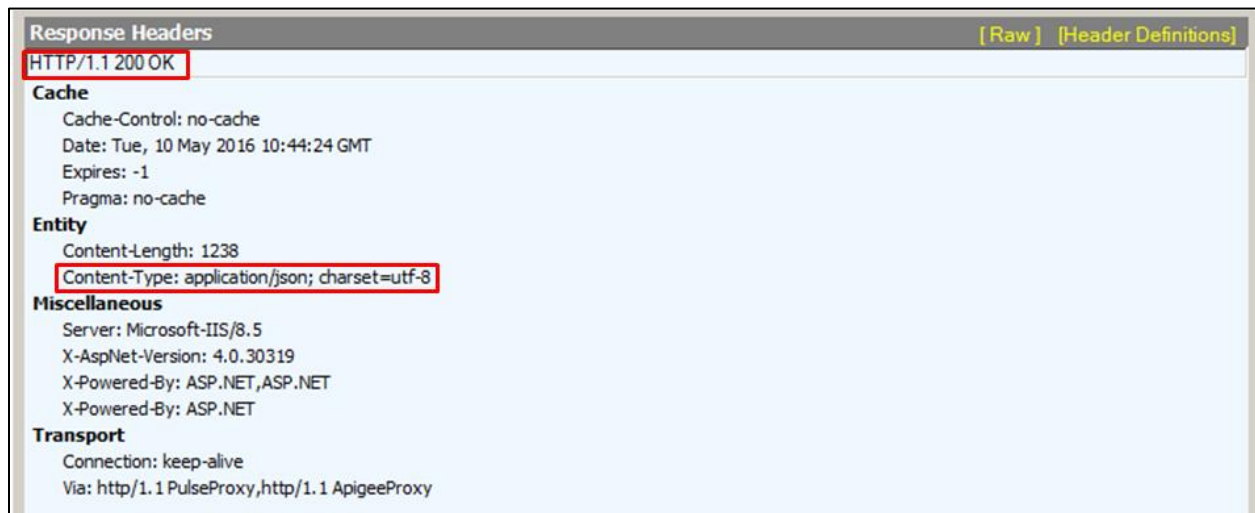 Response Headers [ Raw ] [Header Definitions]
HTTP/1.1 200 OK
Cache
Cache-Control: no-cache
Date: Tue, 10 May 2016 10:44:24 GMT
Expires: -1
Pragma: no-cache
Entity
Content-Length: 1238
Content-Type: application/json; charset=utf-8
Miscellaneous
Server: Microsoft-IIS/8.5
X-AspNet-Version: 4.0.30319
X-Powered-By: ASP.NET,ASP.NET
X-Powered-By: ASP.NET
Transport
Connection: keep-alive
Via: http/1.1 PulseProxy,http/1.1 ApigeeProxy